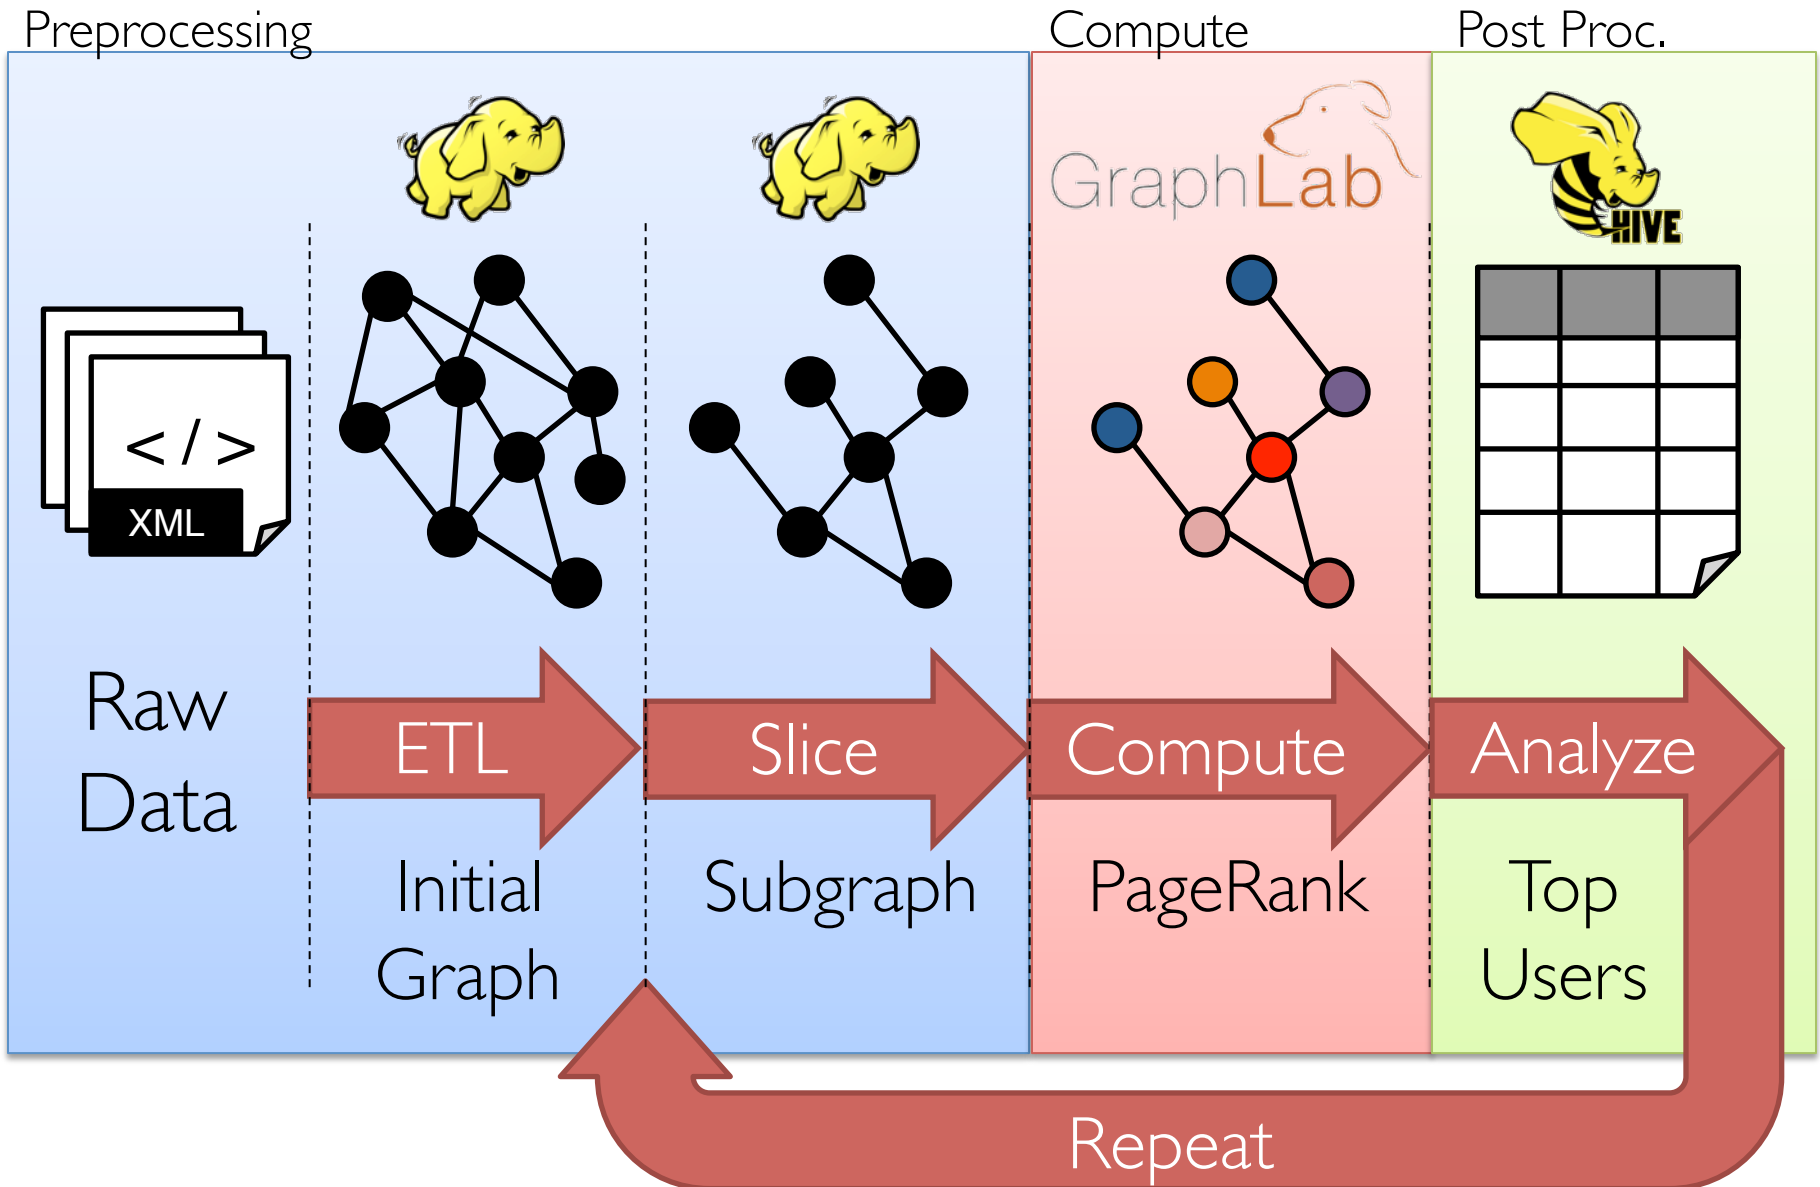 Preprocessing
Compute
Post Proc.
GraphLab
HIVE
</>
XML
Raw
Data
ETL
Slice
Compute
Analyze
Initial
Graph
Subgraph
PageRank
Top
Users
Repeat